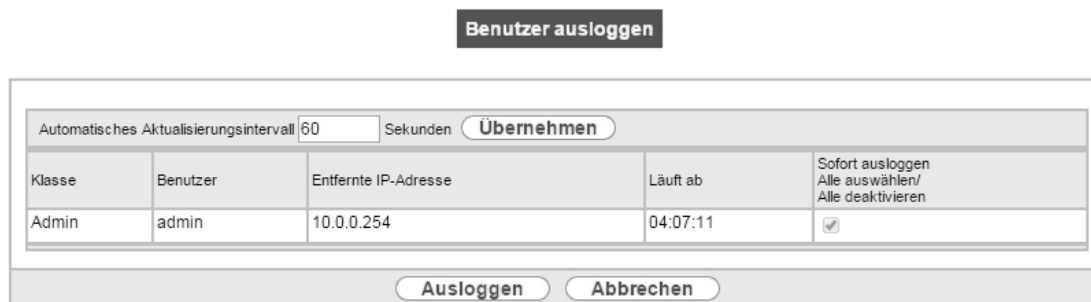 Benutzer ausloggen
Automatisches Aktualisierungsintervall 60 Sekunden Übernehmen
Klasse Benutzer Entfernte IP-Adresse Läuft ab Sofort ausloggen
Alle auswählen/
Alle deaktivieren
Admin admin 10.0.0.254 04:07:11
Ausloggen Abbrechen